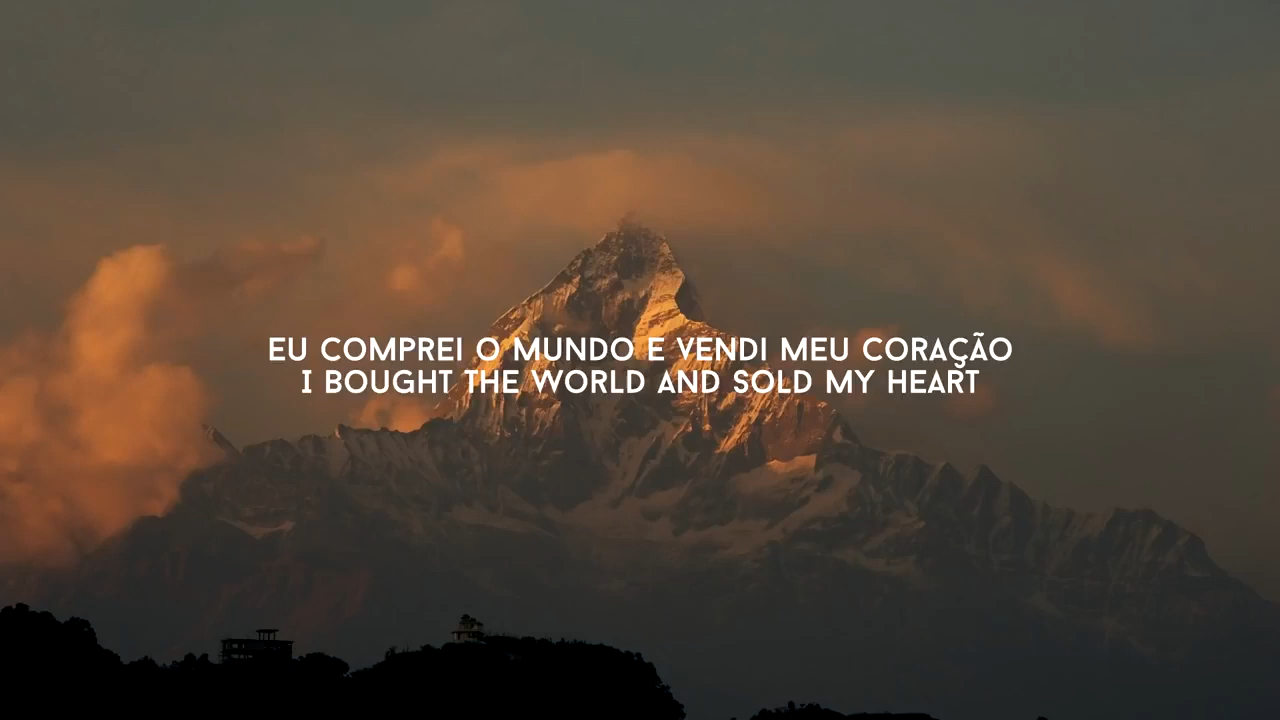 EU COMPREI O MUNDO E VENDI MEU CORAÇÃO
I BOUGHT THE WORLD AND SOLD MY HEART